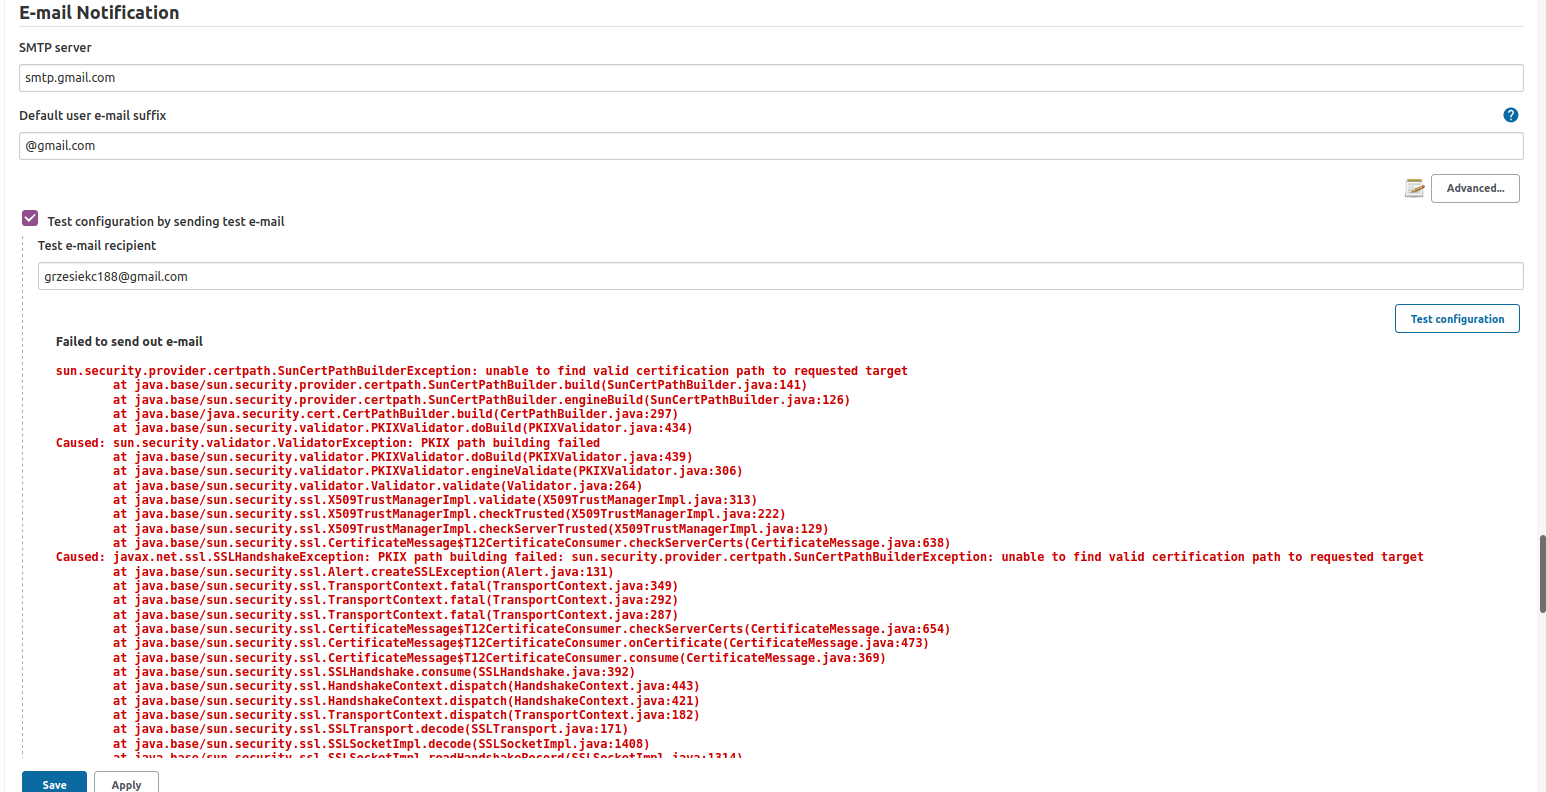 E-mail Notification
SMTP server
smtp.gmail.com
Default user e-mail suffix
?
@gmail.com
Advanced...
Test configuration by sending test e-mail
Test e-mail recipient
grzesiekc188@gmail.com
Test configuration
Failed to send out e-mail
sun.security.provider.certpath.SunCertPathBuilderException: unable to find valid certification path to requested target
at java.base/sun.security.provider.certpath.SunCertPathBuilder.build(SunCertPathBuilder.java:141)
at java.base/sun.security.provider.certpath.SunCertPathBuilder.engineBuild(SunCertPathBuilder.java:126)
at java.base/java.security.cert.CertPathBuilder.build(CertPathBuilder.java:297)
at java.base/sun.security.validator.PKIXValidator.doBuild(PKIXValidator.java:434)
Caused: sun.security.validator.ValidatorException: PKIX path building failed
at java.base/sun.security.validator.PKIXValidator.doBuild(PKIXValidator.java:439)
at java.base/sun.security.validator.PKIXValidator.engineValidate(PKIXValidator.java:306)
at java.base/sun.security.validator.Validator.validate(Validator.java:264)
at java.base/sun.security.ssl.X509TrustManagerImpl.validate(X509TrustManagerImpl.java:313)
at java.base/sun.security.ssl.X509TrustManagerImpl.checkTrusted(X509TrustManagerImpl.java:222)
at java.base/sun.security.ssl.X509TrustManagerImpl.checkServerTrusted(X509TrustManagerImpl.java:129)
at java.base/sun.security.ssl.CertificateMessage$T12CertificateConsumer.checkServerCerts(CertificateMessage.java:638)
Caused: javax.net.ssl.SSLHandshakeException: PKIX path building failed: sun.security.provider.certpath.SunCertPathBuilderException: unable to find valid certification path to requested target
at java.base/sun.security.ssl.Alert.createSSLException(Alert.java:131)
at java.base/sun.security.ssl.TransportContext.fatal(TransportContext.java:349)
at java.base/sun.security.ssl.TransportContext.fatal(TransportContext.java:292)
at java.base/sun.security.ssl.TransportContext.fatal(TransportContext.java:287)
at java.base/sun.security.ssl.CertificateMessage$T12CertificateConsumer.checkServerCerts(CertificateMessage.java:654)
at java.base/sun.security.ssl.CertificateMessage$T12CertificateConsumer.onCertificate(CertificateMessage.java:473)
at java.base/sun.security.ssl.CertificateMessage$T12CertificateConsumer.consume(CertificateMessage.java:369)
at java.base/sun.security.ssl.SSLHandshake.consume(SSLHandshake.java:392)
at java.base/sun.security.ssl.HandshakeContext.dispatch(HandshakeContext.java:443)
at java.base/sun.security.ssl.HandshakeContext.dispatch(HandshakeContext.java:421)
at java.base/sun.security.ssl.TransportContext.dispatch(TransportContext.java:182)
at java.base/sun.security.ssl.SSLTransport.decode(SSLTransport.java:171)
at java.base/sun.security.ssl.SSLSocketImpl.decode(SSLSocketImpl.java:1408)
at java.base/sun.security.ssl.SSLSocketImpl.readHandshakeRecord(SSLSocketImpl.java:1314)
Save
Apply